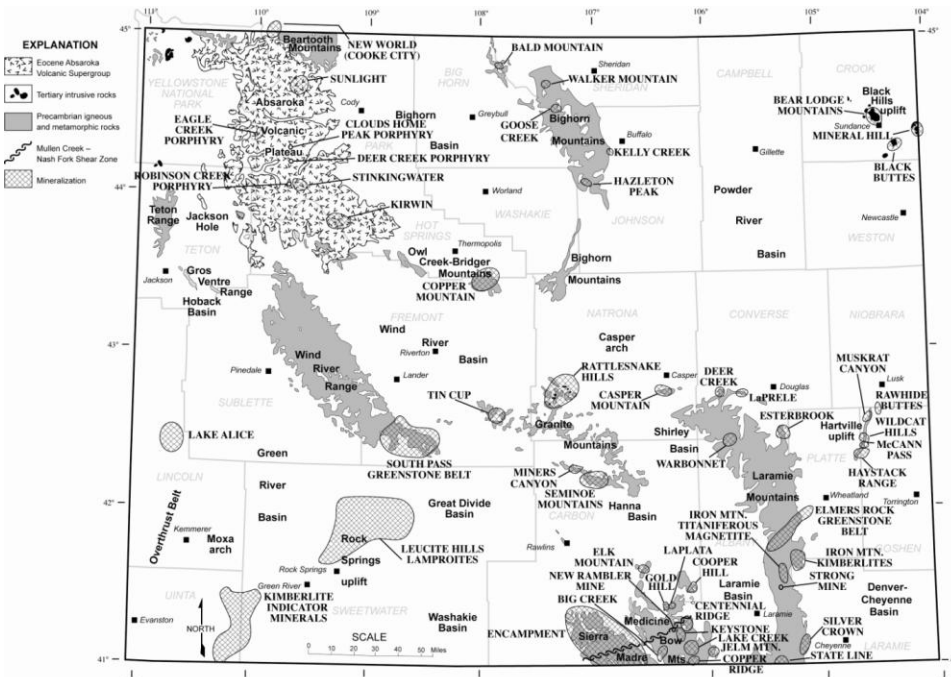 111° 110° 109° 108° 107° 106° 105° 104°
45°
45°
EXPLANATION
Eocene Absaroka
Volcanic Supergroup
Tertiary intrusive rocks
Precambrian igneous
and metamorphic rocks
Mullen Creek –
Nash Fork Shear Zone
Mineralization
Beartooth
Mountains
NEW WORLD
(COOKE CITY)
SUNLIGHT
YELLOWSTONE
NATIONAL
PARK
Absaroka
Volcanic
Plateau
Cody
PARK
EAGLE
CREEK
PORPHYRY
CLOUDS HOME
PEAK PORPHYRY
DEER CREEK PORPHYRY
ROBINSON CREEK
PORPHYRY
STINKINGWATER
KIRWIN
BIG
HORN
Greybull
Bighorn
Basin
BALD MOUNTAIN
Sheridan
SHERIDAN
WALKER MOUNTAIN
GOOSE
CREEK
Bighorn
Mountains
Buffalo
KELLY CREEK
HAZLETON
PEAK
JOHNSON
CAMPBELL
Gillette
CROOK
Black
Hills
uplift
BEAR LODGE
MOUNTAINS
Sundance
MINERAL HILL
BLACK
BUTTES
Powder
River
Basin
Newcastle
WESTON
44°
44°
Worland
WASHAKIE
Teton
Range
Jackson
Hole
TETON
Jackson
Gros
Ventre
Range
Hoback
Basin
HOT
SPRINGS
Thermopolis
Owl
Creek-Bridger
Mountains
COPPER
MOUNTAIN
Bighorn
Mountains
FREMONT
NATRONA
CONVERSE
NIOBRARA
43°
43°
Wind
River
Basin
Riverton
Lander
Wind
River
Range
Pinedale
SUBLETTE
Casper
arch
RATTLESNAKE
HILLS
Casper
CASPER
MOUNTAIN
DEER
CREEK
Douglas
LaPRELE
MUSKRAT
CANYON
Lusk
RAWHIDE
BUTTES
ESTERBROOK
Hartville
uplift
WILDCAT
HILLS
McCANN
PASS
HAYSTACK
RANGE
TIN CUP
Granite
Mountains
Shirley
Basin
WARBONNET
PLATTE
LAKE ALICE
Green
River
Basin
SOUTH PASS
GREENSTONE BELT
MINERS
CANYON
SEMINOE
MOUNTAINS
Laramie
Mountains
Wheatland
Torrington
42°
42°
LINCOLN
Overthrust Belt
Kemmerer
Moxa
arch
Great Divide
Basin
CARBON
Hanna
Basin
Rawlins
IRON MTN.
TITANIFEROUS
MAGNETITE
ALBANY
ELMERS ROCK
GREENSTONE
BELT
GOSHEN
Rock
Springs
uplift
LEUCITE HILLS
LAMPROITES
Rock Springs
Green River
KIMBERLITE
INDICATOR
MINERALS
SWEETWATER
UINTA
Evanston
NORTH
Washakie
Basin
ELK
MOUNTAIN
NEW RAMBLER
MINE
BIG CREEK
GOLD
HILL
LAPLATA
COOPER
HILL
Laramie
Basin
CENTENNIAL
RIDGE
Laramie
IRON MTN.
KIMBERLITES
STRONG
MINE
Denver-
Cheyenne
Basin
ENCAMPMENT
Sierra
Madre
Medicine
Bow
Mts
KEYSTONE
LAKE CREEK
JELM MTN.
COPPER
RIDGE
SILVER
CROWN
Cheyenne
STATE LINE
LARAMIE
SCALE
0 10 20 30 40 50 Miles
41°
41°